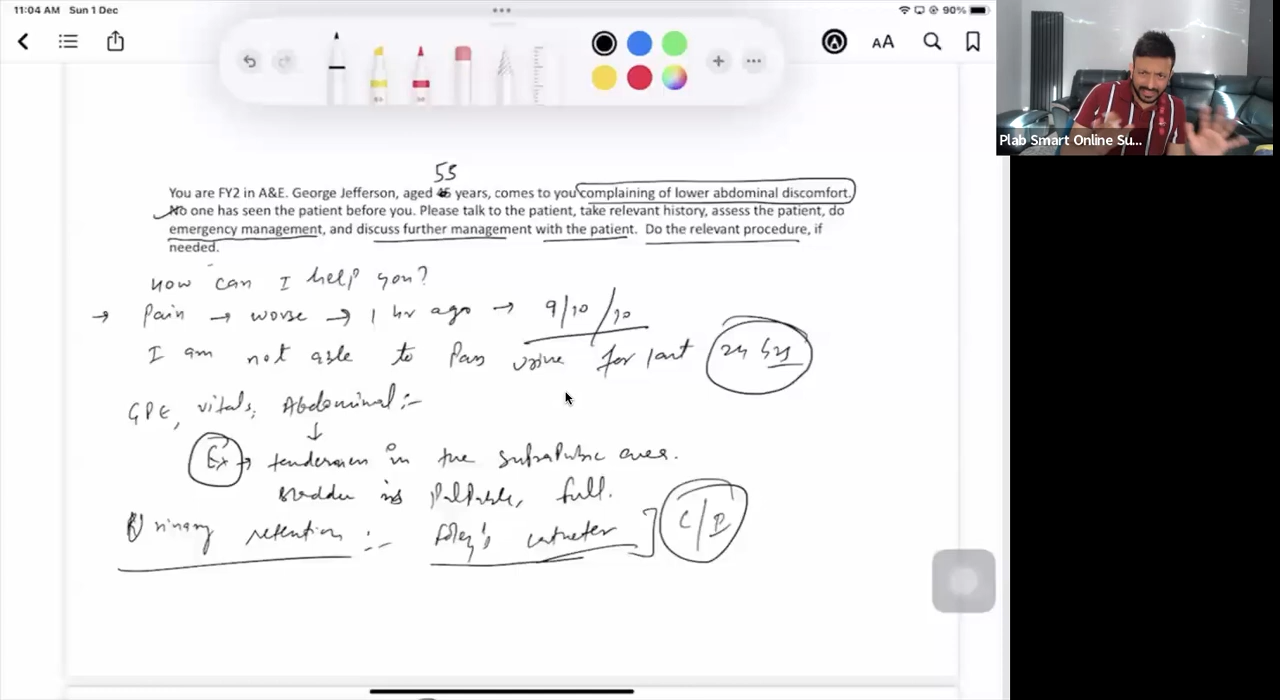 11:04 AM Sun 1 Dec
90%
AA
Plab Smart Online Su...
55
You are FY2 in A&E. George Jefferson, aged years, comes to you complaining of lower abdominal discomfort.
No one has seen the patient before you. Please talk to the patient, take relevant history, assess the patient, do
emergency management, and discuss further management with the patient. Do the relevant procedure, if
needed.
How can I help you?
→ Pain → worse → 1 hr ago → 9/10 /10
I am not able to Pass urine for last 24 hrs
GPE, vitals, Abdominal :-
↓
Ex → tenderness in the suprapubic area.
Bladder is Palpable, full.
Urinary retention :- foley's catheter ] C/I